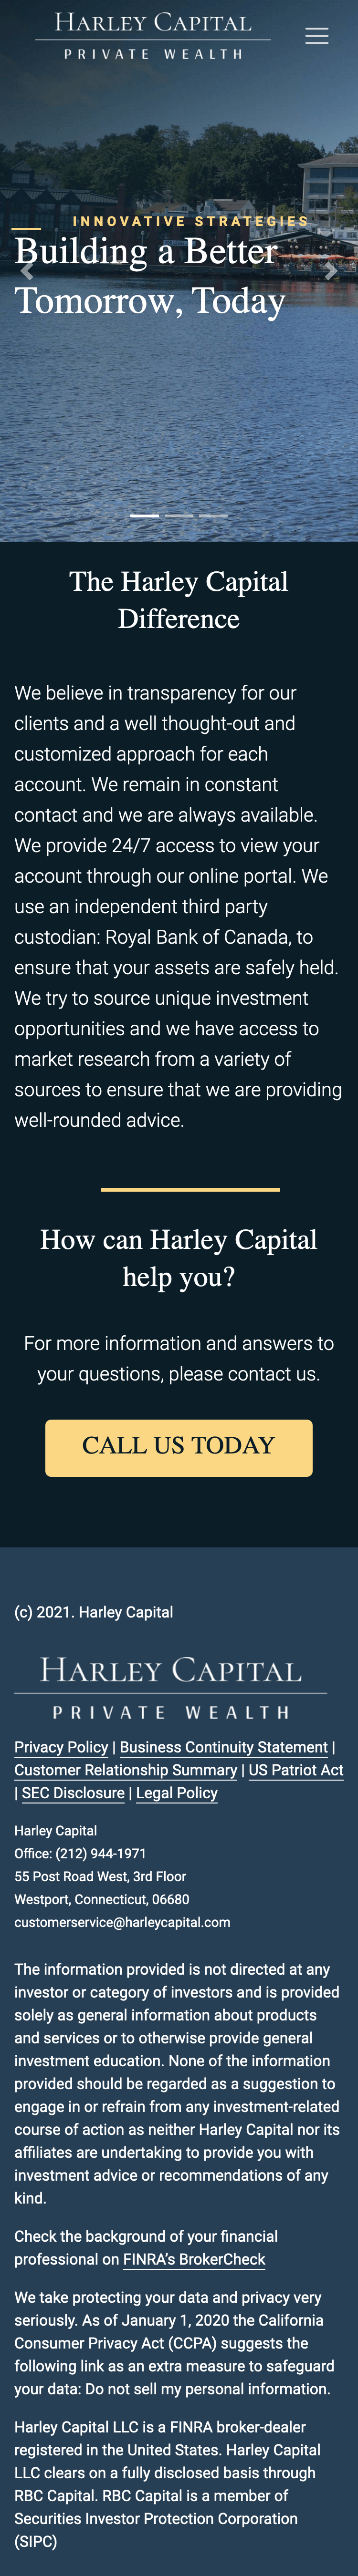 HARLEY CAPITAL
PRIVATE WEALTH
INNOVATIVE STRATEGIES
Building a Better
Tomorrow, Today
The Harley Capital
Difference
We believe in transparency for our
clients and a well thought-out and
customized approach for each
account. We remain in constant
contact and we are always available.
We provide 24/7 access to view your
account through our online portal. We
use an independent third party
custodian: Royal Bank of Canada, to
ensure that your assets are safely held.
We try to source unique investment
opportunities and we have access to
market research from a variety of
sources to ensure that we are providing
well-rounded advice.
How can Harley Capital
help you?
For more information and answers to
your questions, please contact us.
CALL US TODAY
(c) 2021. Harley Capital
HARLEY CAPITAL
PRIVATE WEALTH
Privacy Policy | Business Continuity Statement |
Customer Relationship Summary | US Patriot Act
| SEC Disclosure | Legal Policy
Harley Capital
Office: (212) 944-1971
55 Post Road West, 3rd Floor
Westport, Connecticut, 06680
customerservice@harleycapital.com
The information provided is not directed at any
investor or category of investors and is provided
solely as general information about products
and services or to otherwise provide general
investment education. None of the information
provided should be regarded as a suggestion to
engage in or refrain from any investment-related
course of action as neither Harley Capital nor its
affiliates are undertaking to provide you with
investment advice or recommendations of any
kind.
Check the background of your financial
professional on FINRA's BrokerCheck
We take protecting your data and privacy very
seriously. As of January 1, 2020 the California
Consumer Privacy Act (CCPA) suggests the
following link as an extra measure to safeguard
your data: Do not sell my personal information.
Harley Capital LLC is a FINRA broker-dealer
registered in the United States. Harley Capital
LLC clears on a fully disclosed basis through
RBC Capital. RBC Capital is a member of
Securities Investor Protection Corporation
(SIPC)